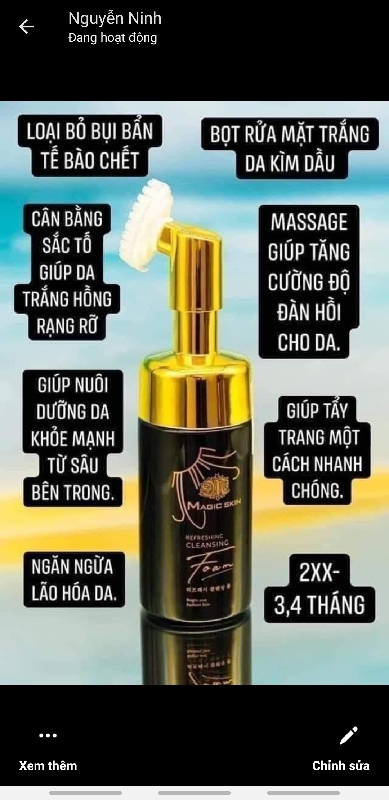 Nguyễn Ninh
Đang hoạt động
LOẠI BỎ BỤI BẨN
TẾ BÀO CHẾT
BỌT RỬA MẶT TRẮNG
DA KÌM DẦU
CÂN BẰNG
SẮC TỐ
GIÚP DA
TRẮNG HỒNG
RẠNG RỠ
MASSAGE
GIÚP TĂNG
CƯỜNG ĐỘ
ĐÀN HỒI
CHO DA.
GIÚP NUÔI
DƯỠNG DA
KHỎE MẠNH
TỪ SÂU
BÊN TRONG.
GIÚP TẨY
TRANG MỘT
CÁCH NHANH
CHÓNG.
MAGIC SKIN
REFRESHING
CLEANSING
Foam
NGĂN NGỪA
LÃO HÓA DA.
2XX-
3,4 THÁNG
Xem thêm
Chỉnh sửa